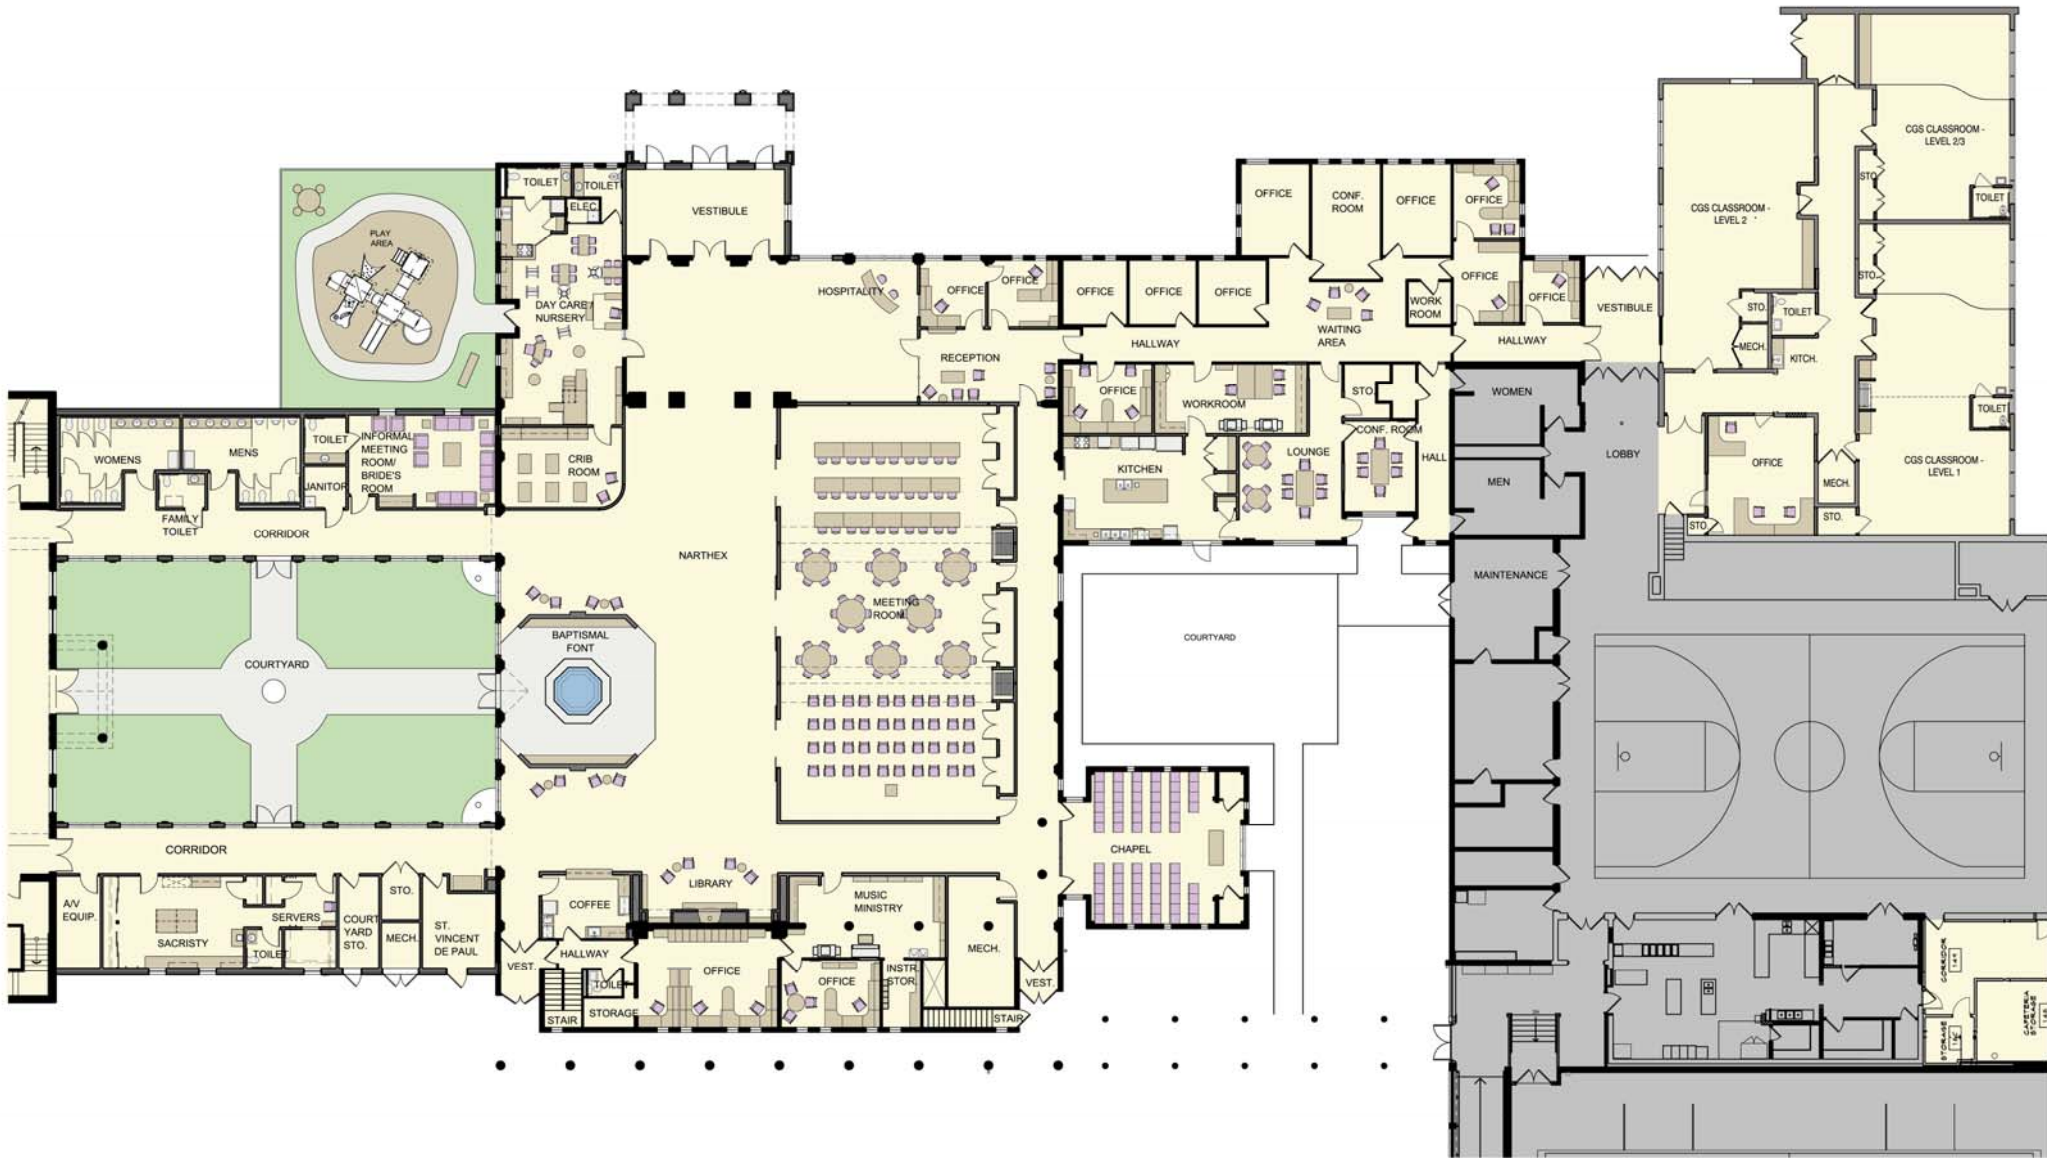 CGS CLASSROOM -
LEVEL 2/3
STO.
TOILET
CGS CLASSROOM -
LEVEL 2
STO.
STO.
TOILET
MECH.
KITCH.
TOILET
CGS CLASSROOM -
LEVEL 1
OFFICE
MECH.
STO.
STO.
VESTIBULE
LOBBY
OFFICE
CONF.
ROOM
OFFICE
OFFICE
OFFICE
OFFICE
OFFICE
OFFICE
OFFICE
WORK
ROOM
WAITING
AREA
HALLWAY
HALLWAY
TOILET
TOILET
ELEC.
VESTIBULE
PLAY
AREA
DAY CARE/
NURSERY
HOSPITALITY
OFFICE
OFFICE
RECEPTION
OFFICE
WORKROOM
STO.
CONF. ROOM
HALL
WOMEN
MEN
KITCHEN
LOUNGE
WOMENS
MENS
TOILET
JANITOR
INFORMAL
MEETING
ROOM/
BRIDE'S
ROOM
CRIB
ROOM
FAMILY
TOILET
CORRIDOR
NARTHEX
MEETING
ROOM
MAINTENANCE
COURTYARD
BAPTISMAL
FONT
COURTYARD
CORRIDOR
CHAPEL
A/V
EQUIP.
SACRISTY
SERVERS
TOILET
COURT
YARD
STO.
STO.
MECH.
ST.
VINCENT
DE PAUL
COFFEE
LIBRARY
MUSIC
MINISTRY
MECH.
VEST.
HALLWAY
TOILET
STORAGE
STAIR
OFFICE
OFFICE
INSTR.
STOR.
VEST.
STAIR
CORRIDOR
STORAGE
CAFETERIA
STORAGE